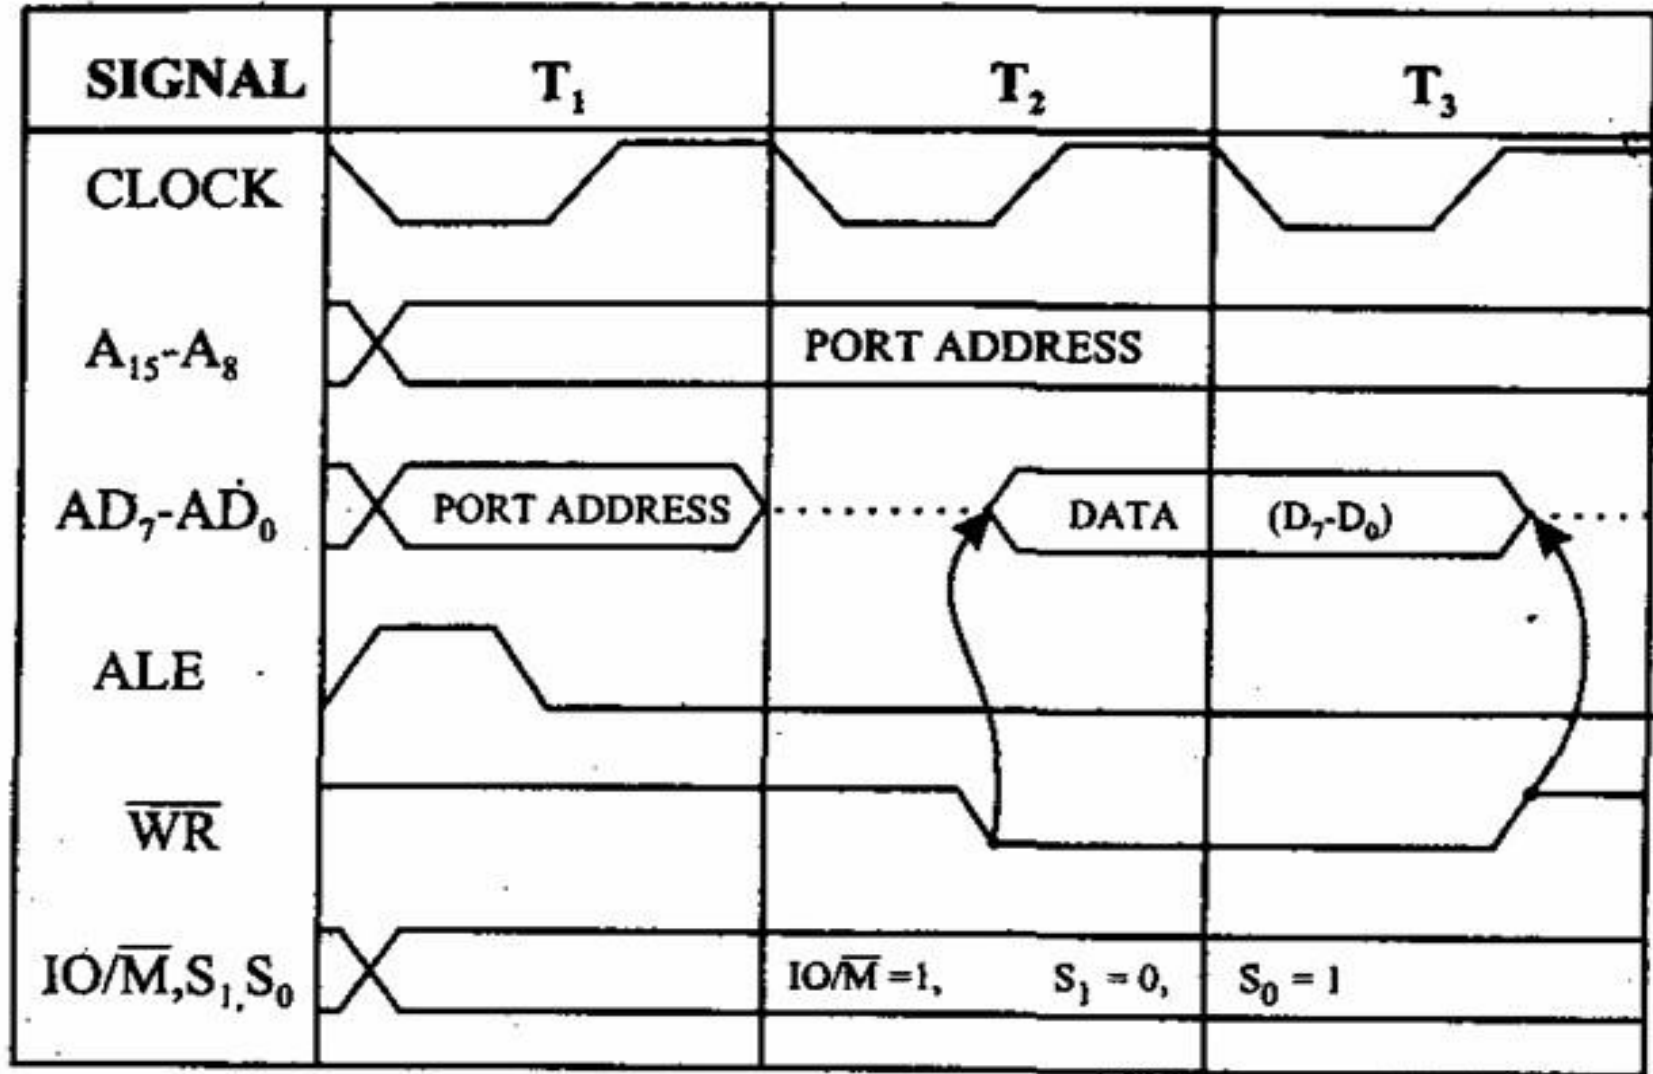 SIGNAL T₁ T₂ T₃
CLOCK
A₁₅-A₈ PORT ADDRESS
AD₇-AD₀ PORT ADDRESS DATA (D₇-D₀)
ALE
W̅R̅
IO/M̅,S₁,S₀ IO/M̅ =1, S₁ = 0, S₀ = 1